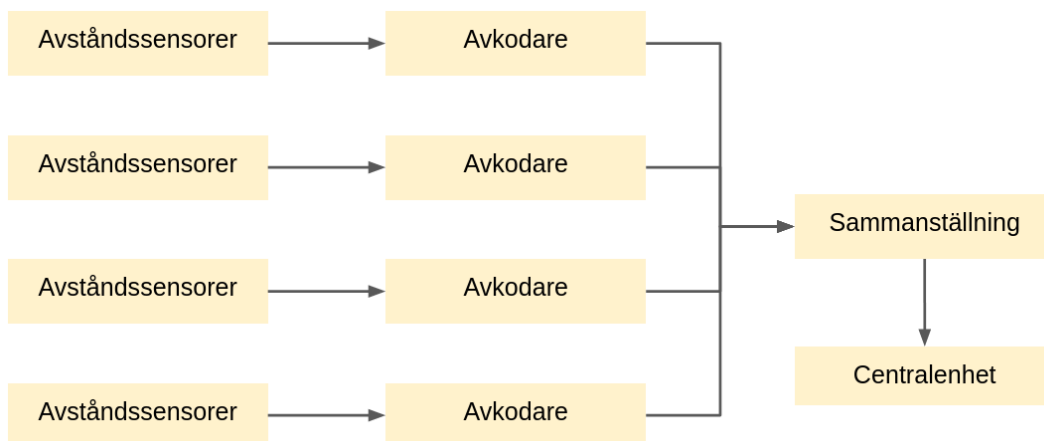 Avståndssensorer
Avkodare
Avståndssensorer
Avkodare
Sammanställning
Avståndssensorer
Avkodare
Centralenhet
Avståndssensorer
Avkodare